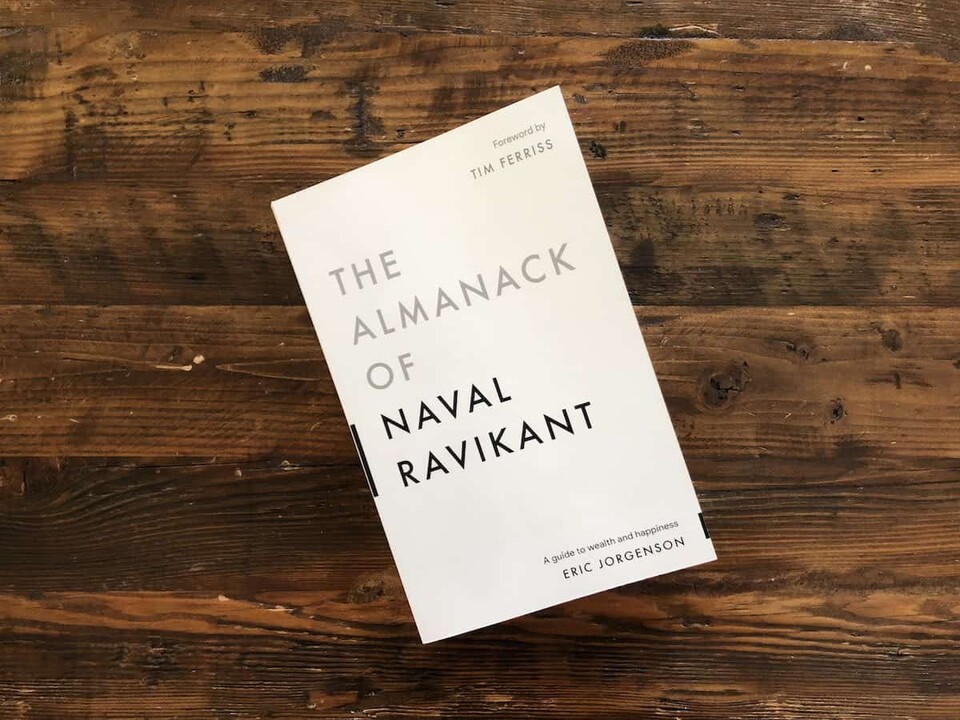 Foreword by
TIM FERRISS
THE
ALMANACK
OF
NAVAL
RAVIKANT
A guide to wealth and happiness
ERIC JORGENSON